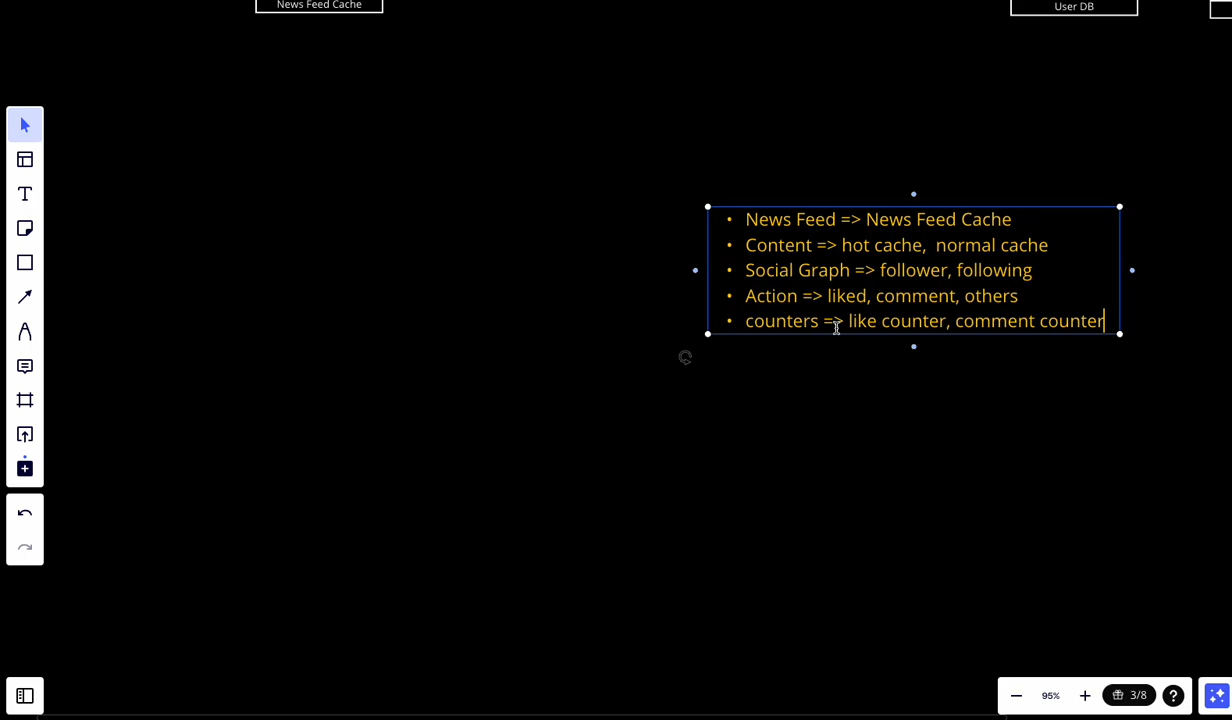 News Feed Cache
User DB
• News Feed => News Feed Cache
• Content => hot cache,  normal cache
• Social Graph => follower, following
• Action => liked, comment, others
• counters => like counter, comment counter
95%
3/8